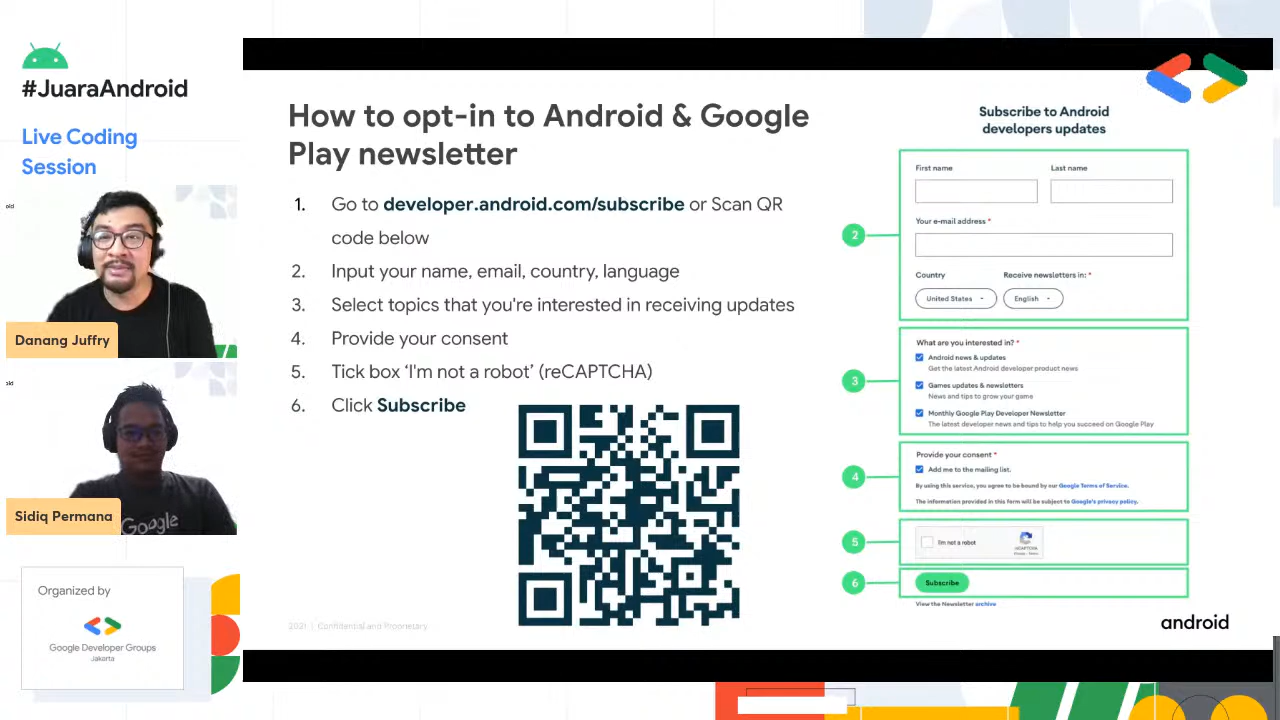 #JuaraAndroid
Live Coding
Session
Danang Juffry
Sidiq Permana
Google
Organized by
Google Developer Groups
Jakarta
How to opt-in to Android & Google
Play newsletter
1. Go to developer.android.com/subscribe or Scan QR
code below
2. Input your name, email, country, language
3. Select topics that you're interested in receiving updates
4. Provide your consent
5. Tick box ‘I'm not a robot’ (reCAPTCHA)
6. Click Subscribe
2021 | Confidential and Proprietary
Subscribe to Android
developers updates
First name Last name
Your e-mail address *
2
Country Receive newsletters in: *
United States English
What are you interested in? *
Android news & updates
Get the latest Android developer product news
3
Games updates & newsletters
News and tips to grow your game
Monthly Google Play Developer Newsletter
The latest developer news and tips to help you succeed on Google Play
Provide your consent *
4
Add me to the mailing list.
By using this service, you agree to be bound by our Google Terms of Service.
The information provided in this form will be subject to Google's privacy policy.
5
I'm not a robot
reCAPTCHA
Privacy - Terms
6
Subscribe
View the Newsletter archive
android